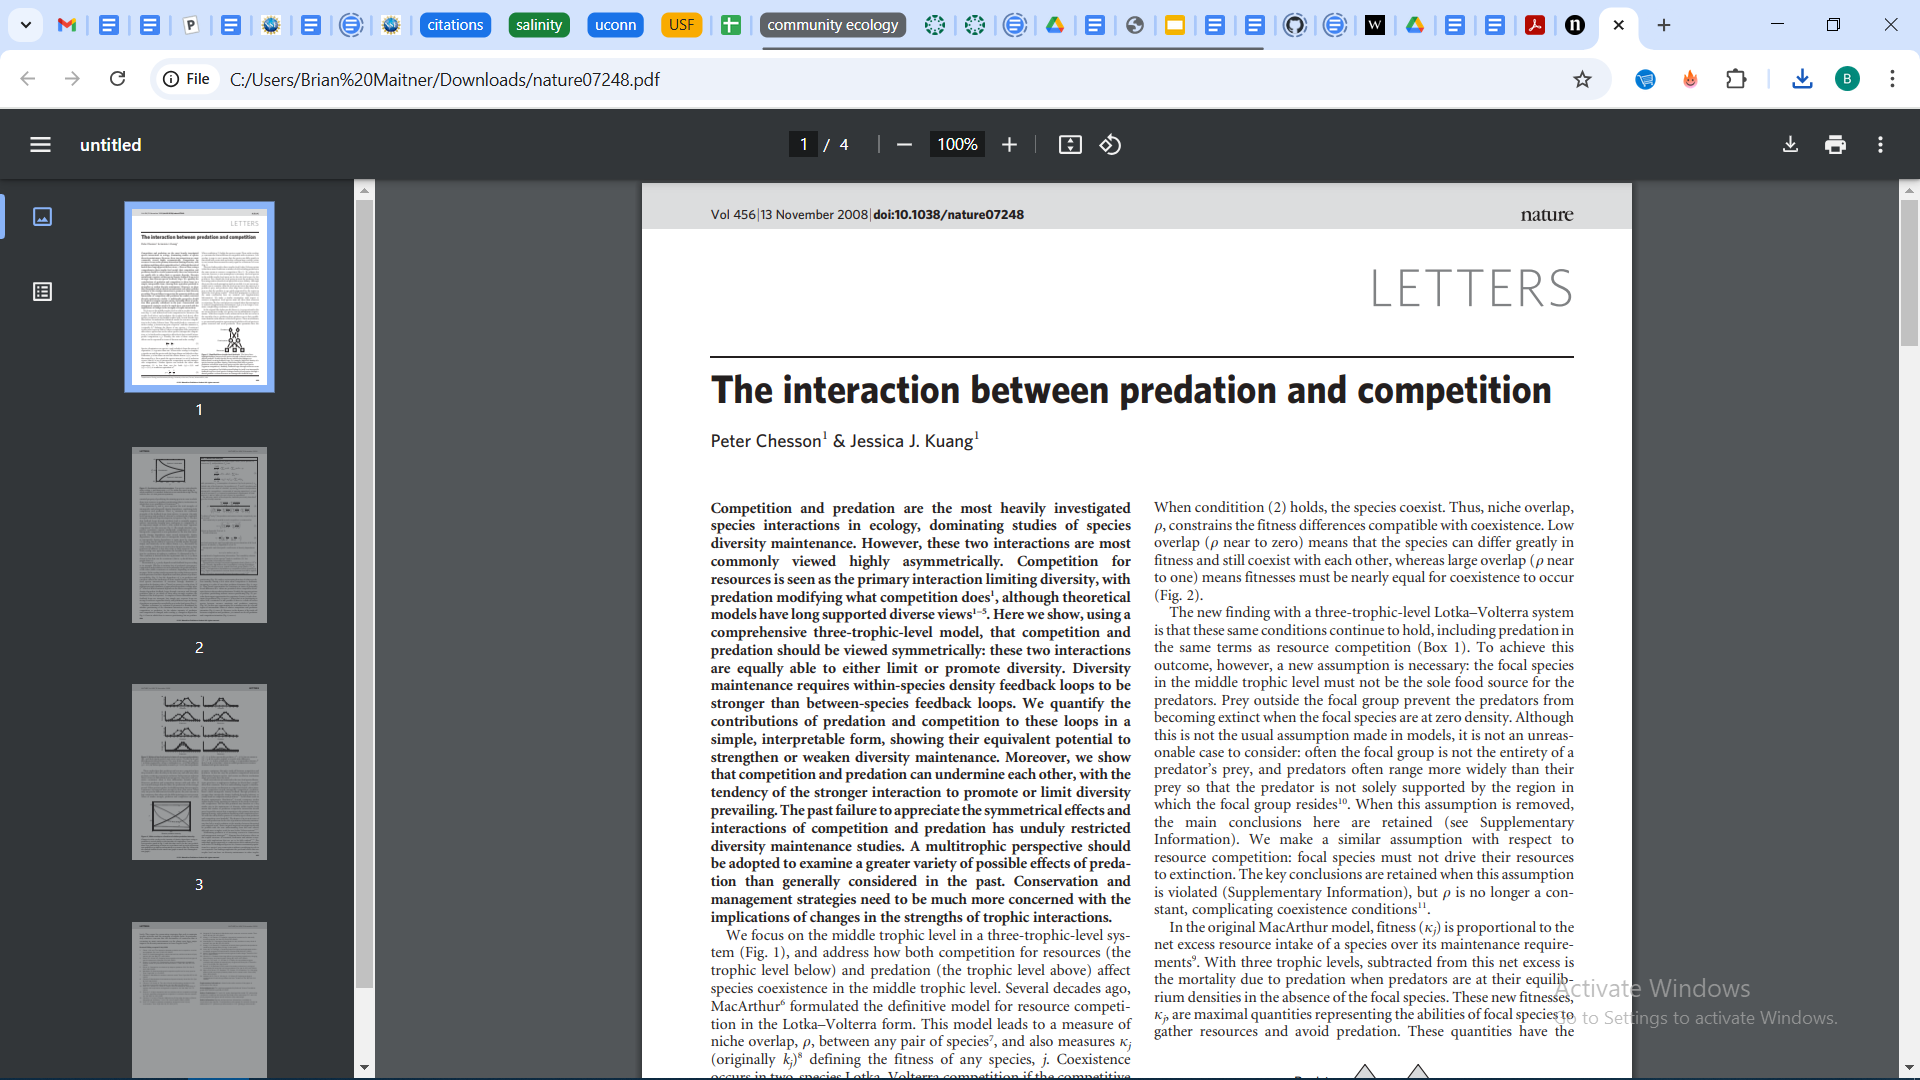 citations
salinity
uconn
USF
community ecology
File
C:/Users/Brian%20Maitner/Downloads/nature07248.pdf
B
untitled
1 / 4
100%
1
2
3
Vol 456|13 November 2008|doi:10.1038/nature07248
nature
LETTERS
The interaction between predation and competition
Peter Chesson¹ & Jessica J. Kuang¹
Competition and predation are the most heavily investigated
species interactions in ecology, dominating studies of species
diversity maintenance. However, these two interactions are most
commonly viewed highly asymmetrically. Competition for
resources is seen as the primary interaction limiting diversity, with
predation modifying what competition does¹, although theoretical
models have long supported diverse views¹⁻⁵. Here we show, using a
comprehensive three-trophic-level model, that competition and
predation should be viewed symmetrically: these two interactions
are equally able to either limit or promote diversity. Diversity
maintenance requires within-species density feedback loops to be
stronger than between-species feedback loops. We quantify the
contributions of predation and competition to these loops in a
simple, interpretable form, showing their equivalent potential to
strengthen or weaken diversity maintenance. Moreover, we show
that competition and predation can undermine each other, with the
tendency of the stronger interaction to promote or limit diversity
prevailing. The past failure to appreciate the symmetrical effects and
interactions of competition and predation has unduly restricted
diversity maintenance studies. A multitrophic perspective should
be adopted to examine a greater variety of possible effects of preda-
tion than generally considered in the past. Conservation and
management strategies need to be much more concerned with the
implications of changes in the strengths of trophic interactions.
We focus on the middle trophic level in a three-trophic-level sys-
tem (Fig. 1), and address how both competition for resources (the
trophic level below) and predation (the trophic level above) affect
species coexistence in the middle trophic level. Several decades ago,
MacArthur⁶ formulated the definitive model for resource competi-
tion in the Lotka–Volterra form. This model leads to a measure of
niche overlap, ρ, between any pair of species⁷, and also measures κj
(originally kj)⁸ defining the fitness of any species, j. Coexistence
occurs in two-species Lotka–Volterra competition if the competitive
When conditition (2) holds, the species coexist. Thus, niche overlap,
ρ, constrains the fitness differences compatible with coexistence. Low
overlap (ρ near to zero) means that the species can differ greatly in
fitness and still coexist with each other, whereas large overlap (ρ near
to one) means fitnesses must be nearly equal for coexistence to occur
(Fig. 2).
The new finding with a three-trophic-level Lotka–Volterra system
is that these same conditions continue to hold, including predation in
the same terms as resource competition (Box 1). To achieve this
outcome, however, a new assumption is necessary: the focal species
in the middle trophic level must not be the sole food source for the
predators. Prey outside the focal group prevent the predators from
becoming extinct when the focal species are at zero density. Although
this is not the usual assumption made in models, it is not an unreas-
onable case to consider: often the focal group is not the entirety of a
predator's prey, and predators often range more widely than their
prey so that the predator is not solely supported by the region in
which the focal group resides¹⁰. When this assumption is removed,
the main conclusions here are retained (see Supplementary
Information). We make a similar assumption with respect to
resource competition: focal species must not drive their resources
to extinction. The key conclusions are retained when this assumption
is violated (Supplementary Information), but ρ is no longer a con-
stant, complicating coexistence conditions¹¹.
In the original MacArthur model, fitness (κj) is proportional to the
net excess resource intake of a species over its maintenance require-
ments⁹. With three trophic levels, subtracted from this net excess is
the mortality due to predation when predators are at their equilib-
rium densities in the absence of the focal species. These new fitnesses,
κj, are maximal quantities representing the abilities of focal species to
gather resources and avoid predation. These quantities have the
Activate Windows
Go to Settings to activate Windows.